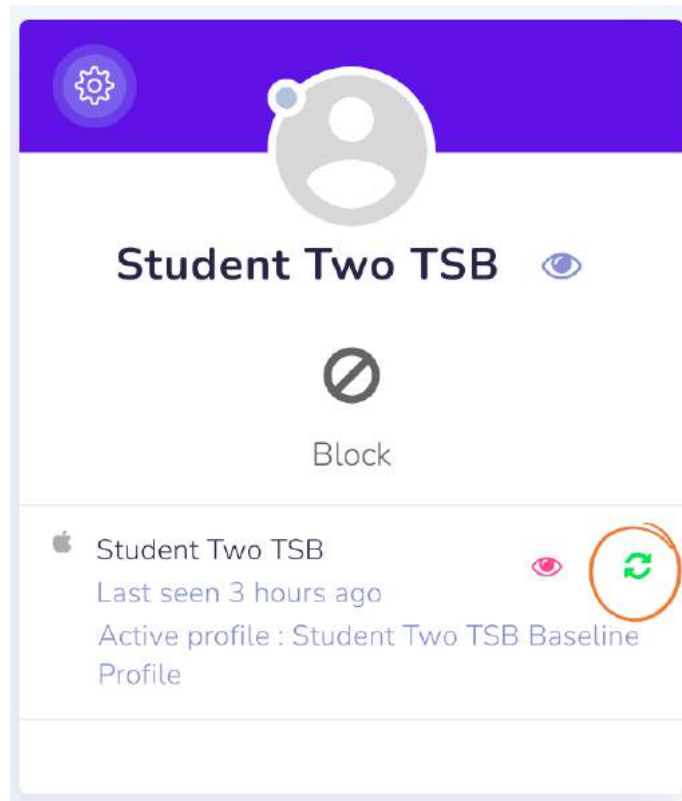 Student Two TSB
Block
Student Two TSB
Last seen 3 hours ago
Active profile : Student Two TSB Baseline
Profile